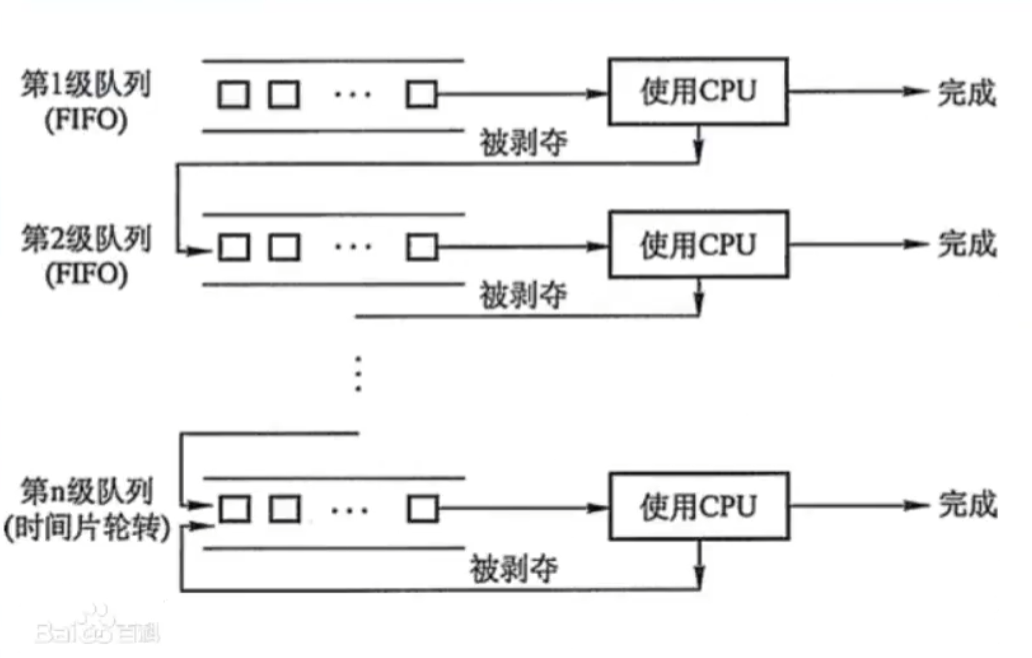 第1级队列
(FIFO)
使用CPU
完成
被剥夺
第2级队列
(FIFO)
使用CPU
完成
被剥夺
第n级队列
(时间片轮转)
使用CPU
完成
被剥夺
Bai百科